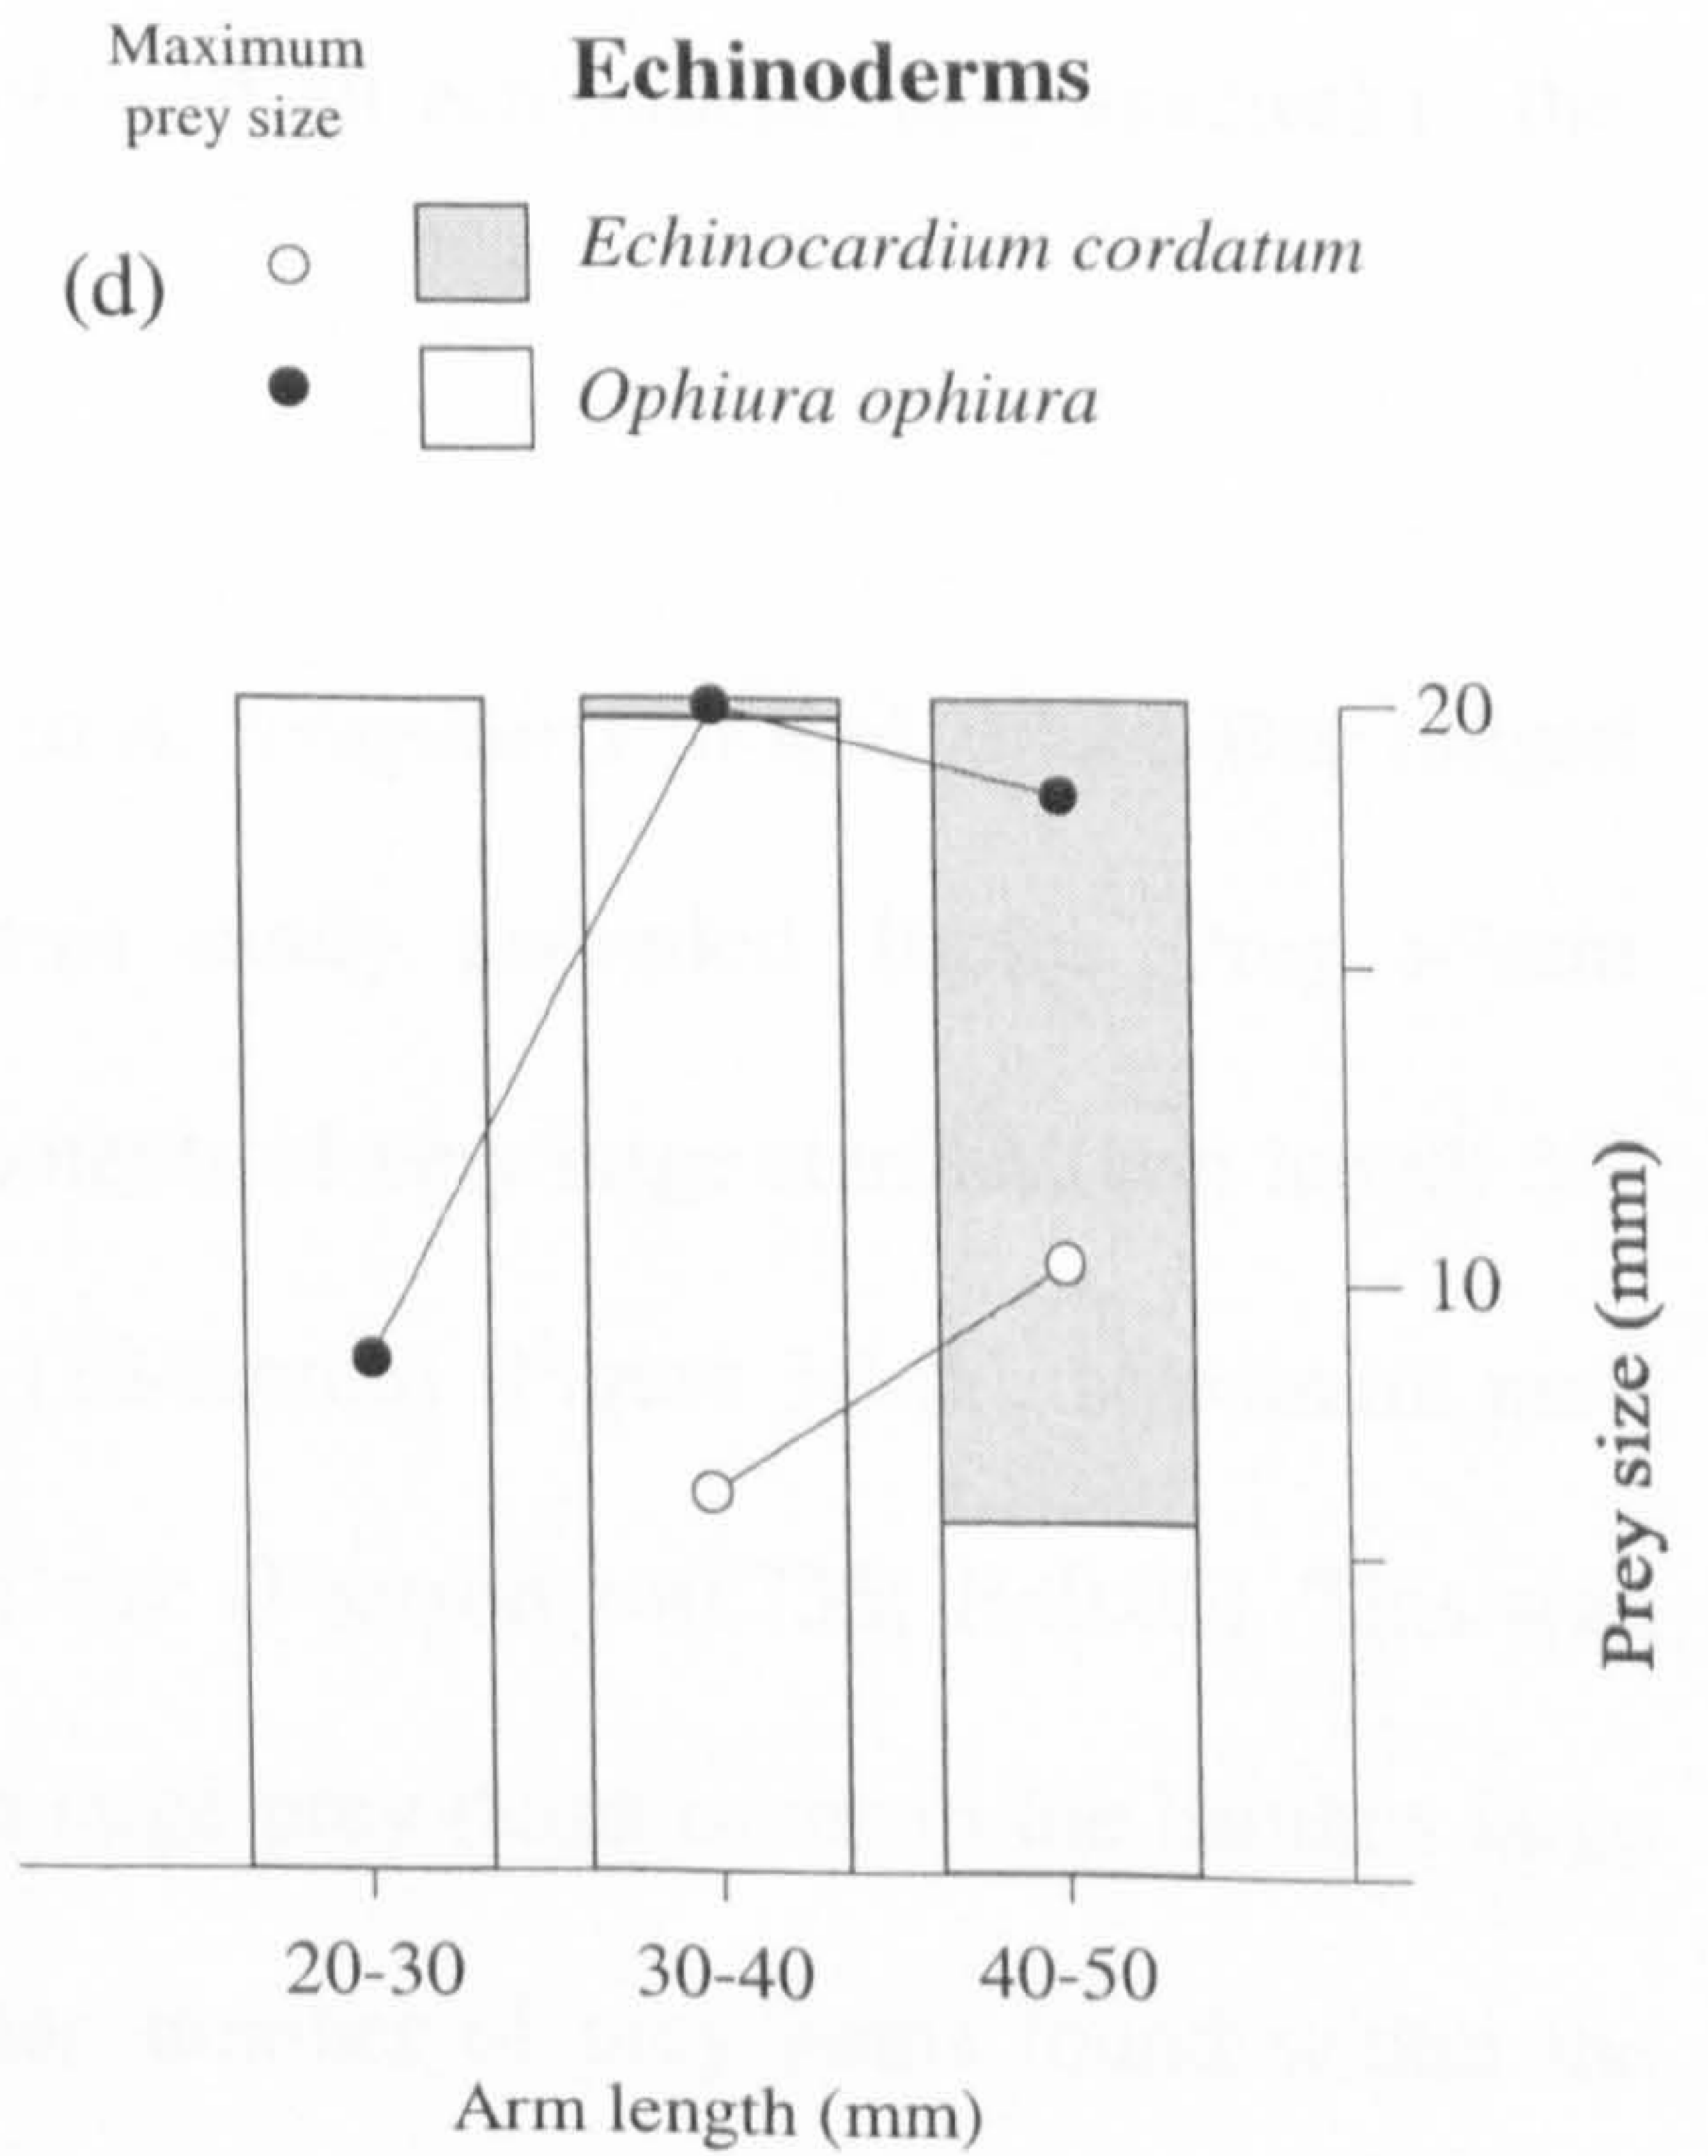 Maximum
prey size
Echinoderms
(d)
Echinocardium cordatum
Ophiura ophiura
20
10
Prey size (mm)
20-30 30-40 40-50
Arm length (mm)